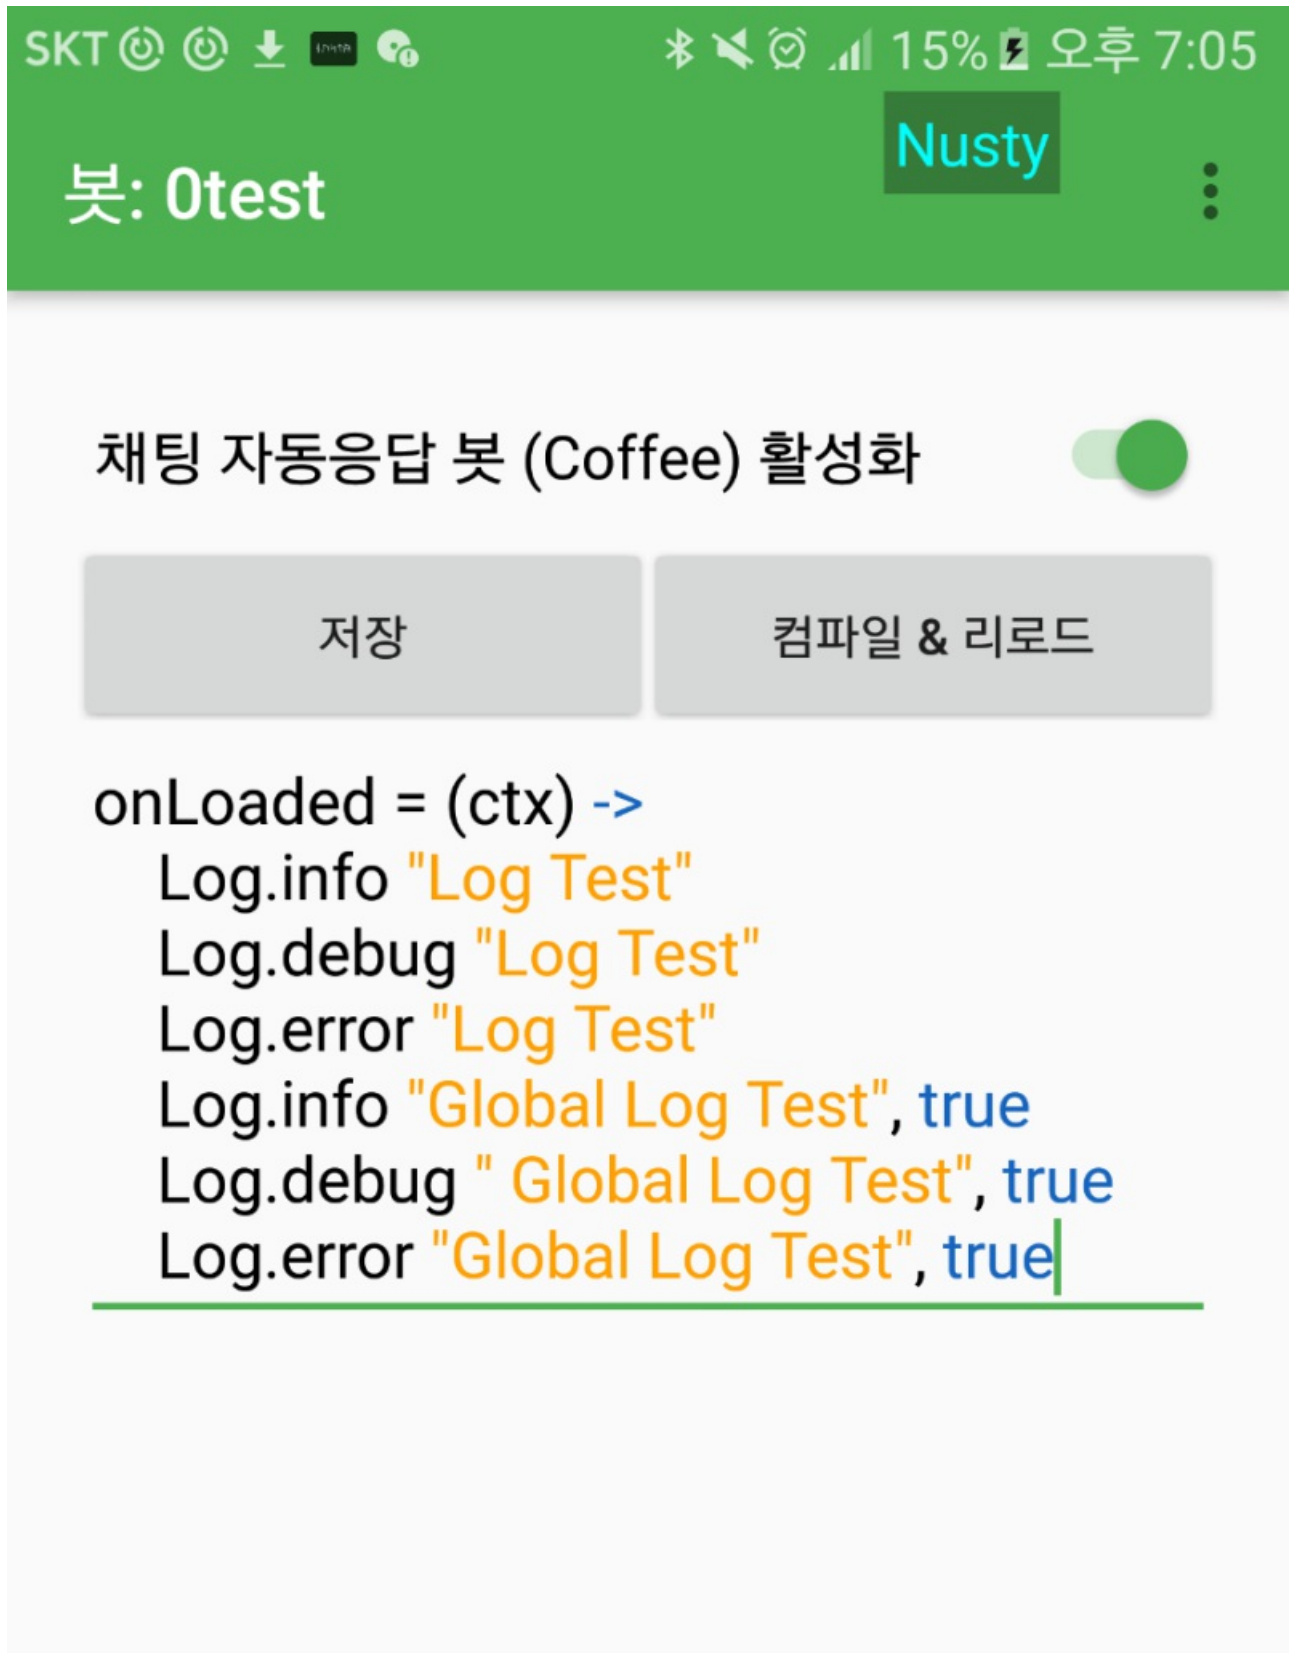 SKT 15% 오후 7:05
Nusty
봇: 0test
채팅 자동응답 봇 (Coffee) 활성화
저장 컴파일 & 리로드
onLoaded = (ctx) ->
Log.info "Log Test"
Log.debug "Log Test"
Log.error "Log Test"
Log.info "Global Log Test", true
Log.debug " Global Log Test", true
Log.error "Global Log Test", true